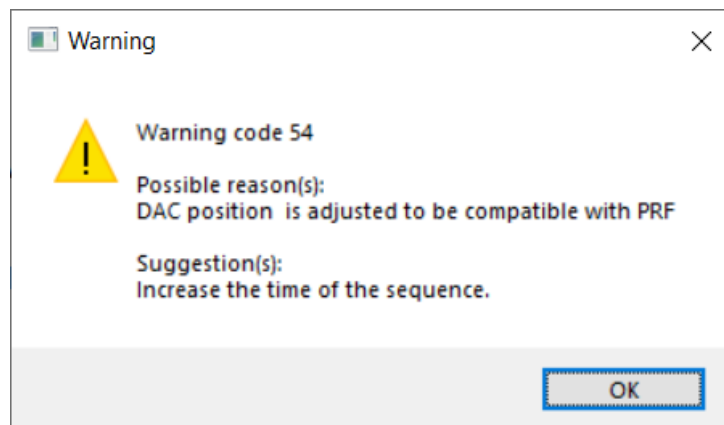 Warning
Warning code 54
Possible reason(s):
DAC position  is adjusted to be compatible with PRF
Suggestion(s):
Increase the time of the sequence.
OK